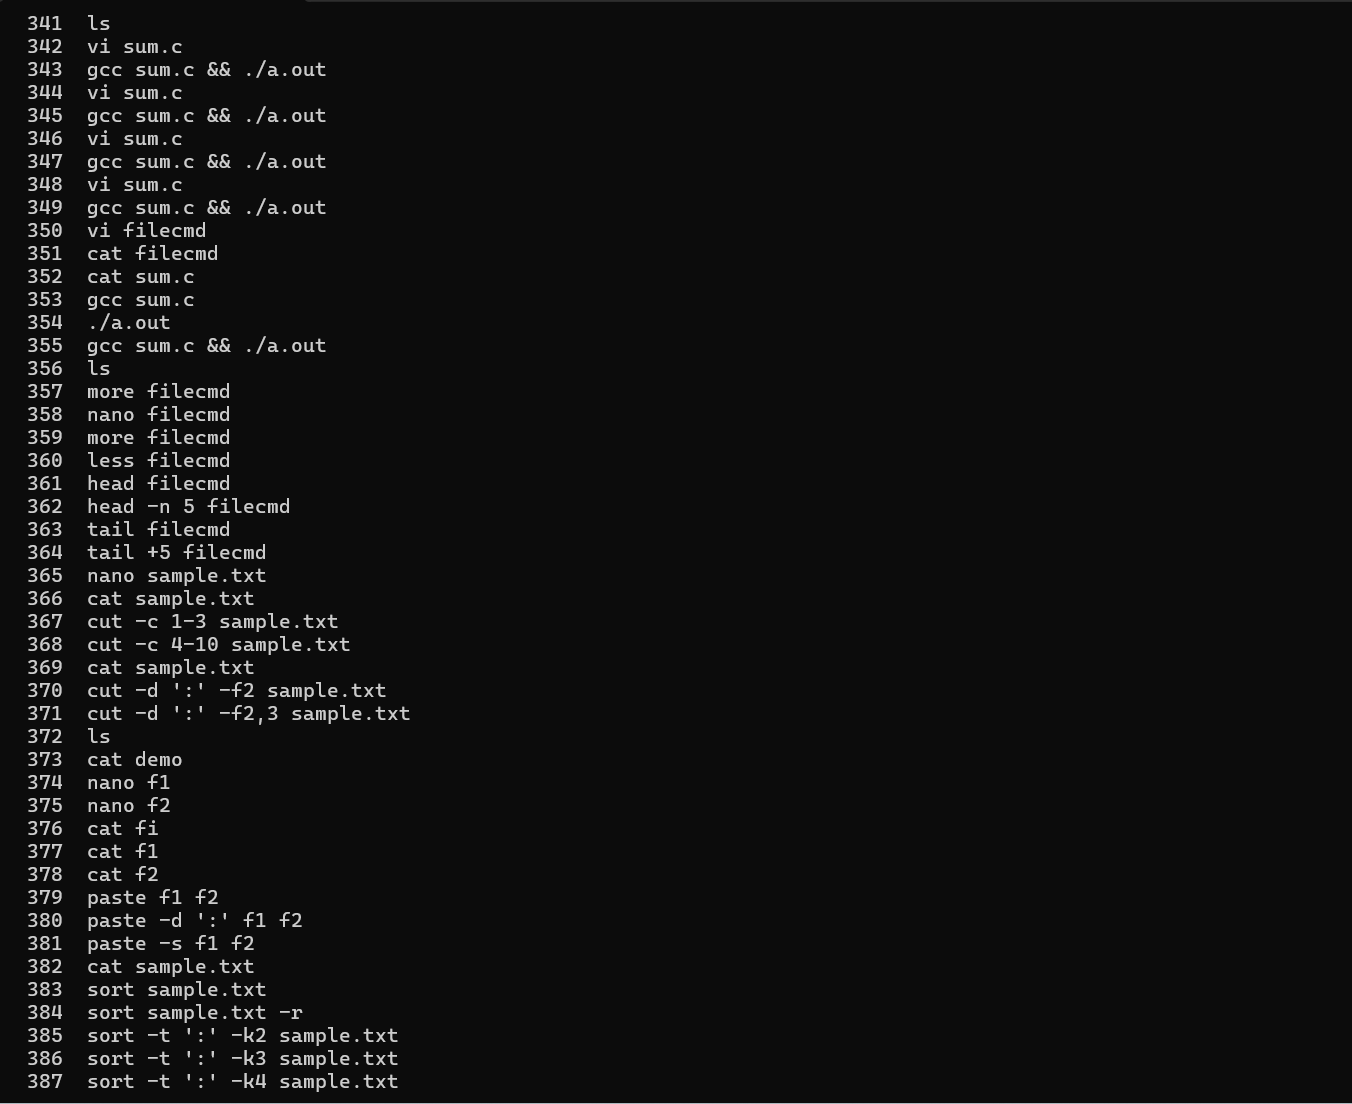 341 ls
342 vi sum.c
343 gcc sum.c && ./a.out
344 vi sum.c
345 gcc sum.c && ./a.out
346 vi sum.c
347 gcc sum.c && ./a.out
348 vi sum.c
349 gcc sum.c && ./a.out
350 vi filecmd
351 cat filecmd
352 cat sum.c
353 gcc sum.c
354 ./a.out
355 gcc sum.c && ./a.out
356 ls
357 more filecmd
358 nano filecmd
359 more filecmd
360 less filecmd
361 head filecmd
362 head -n 5 filecmd
363 tail filecmd
364 tail +5 filecmd
365 nano sample.txt
366 cat sample.txt
367 cut -c 1-3 sample.txt
368 cut -c 4-10 sample.txt
369 cat sample.txt
370 cut -d ':' -f2 sample.txt
371 cut -d ':' -f2,3 sample.txt
372 ls
373 cat demo
374 nano f1
375 nano f2
376 cat fi
377 cat f1
378 cat f2
379 paste f1 f2
380 paste -d ':' f1 f2
381 paste -s f1 f2
382 cat sample.txt
383 sort sample.txt
384 sort sample.txt -r
385 sort -t ':' -k2 sample.txt
386 sort -t ':' -k3 sample.txt
387 sort -t ':' -k4 sample.txt